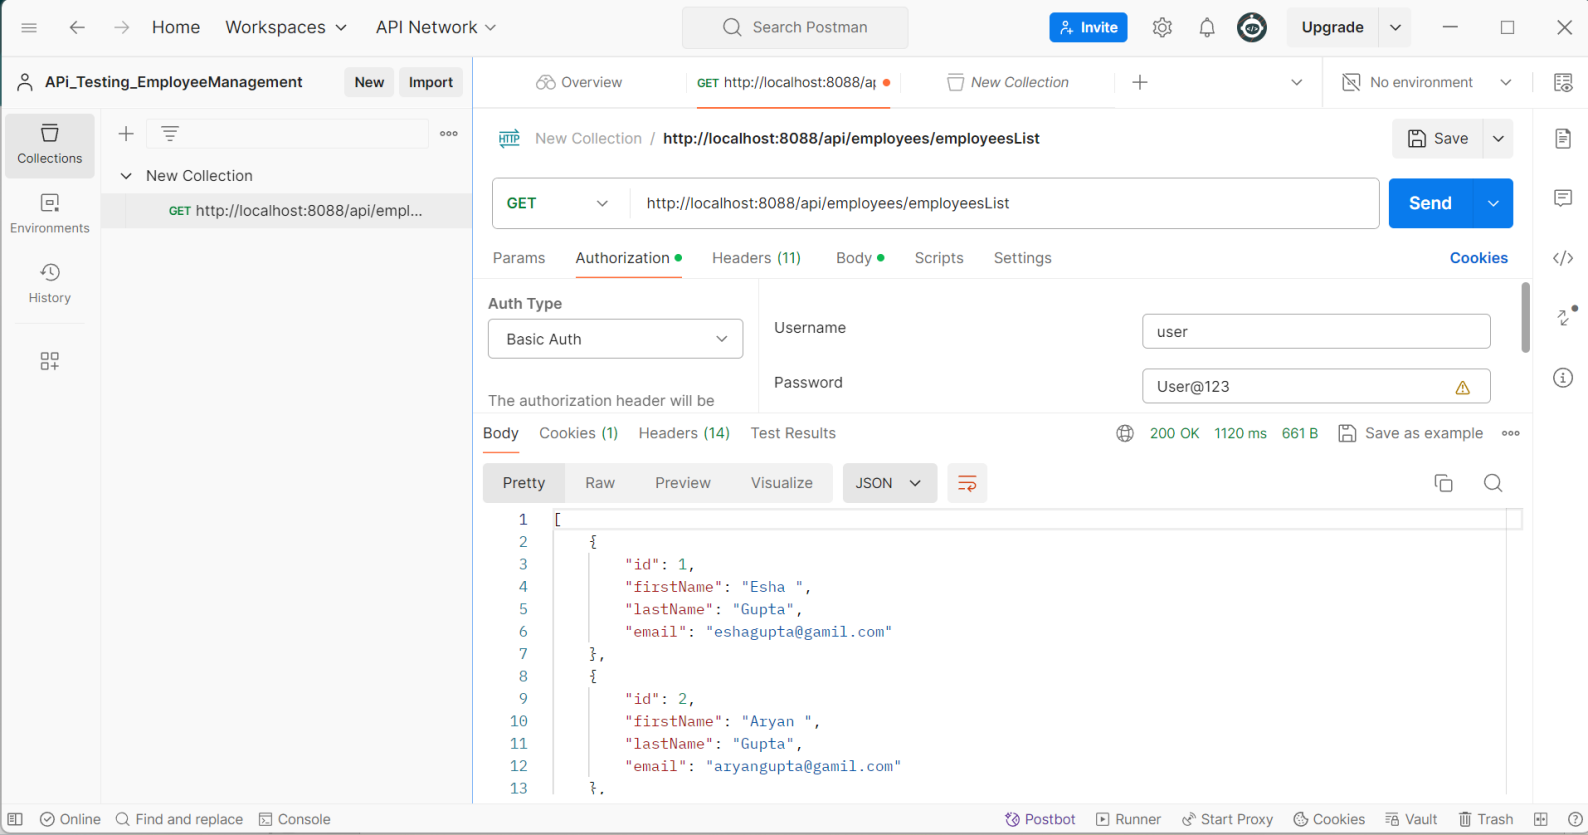 Home Workspaces API Network Search Postman Invite Upgrade
APi_Testing_EmployeeManagement New Import Overview GET http://localhost:8088/ap New Collection No environment
HTTP New Collection / http://localhost:8088/api/employees/employeesList Save
Collections
New Collection
GET http://localhost:8088/api/empl...
Environments
History
GET http://localhost:8088/api/employees/employeesList Send
Params Authorization Headers (11) Body Scripts Settings Cookies
Auth Type
Basic Auth
The authorization header will be
Username user
Password User@123
Body Cookies (1) Headers (14) Test Results 200 OK 1120 ms 661 B Save as example
Pretty Raw Preview Visualize JSON
1 [
2 {
3 "id": 1,
4 "firstName": "Esha ",
5 "lastName": "Gupta",
6 "email": "eshagupta@gamil.com"
7 },
8 {
9 "id": 2,
10 "firstName": "Aryan ",
11 "lastName": "Gupta",
12 "email": "aryangupta@gamil.com"
13 },
Online Find and replace Console Postbot Runner Start Proxy Cookies Vault Trash